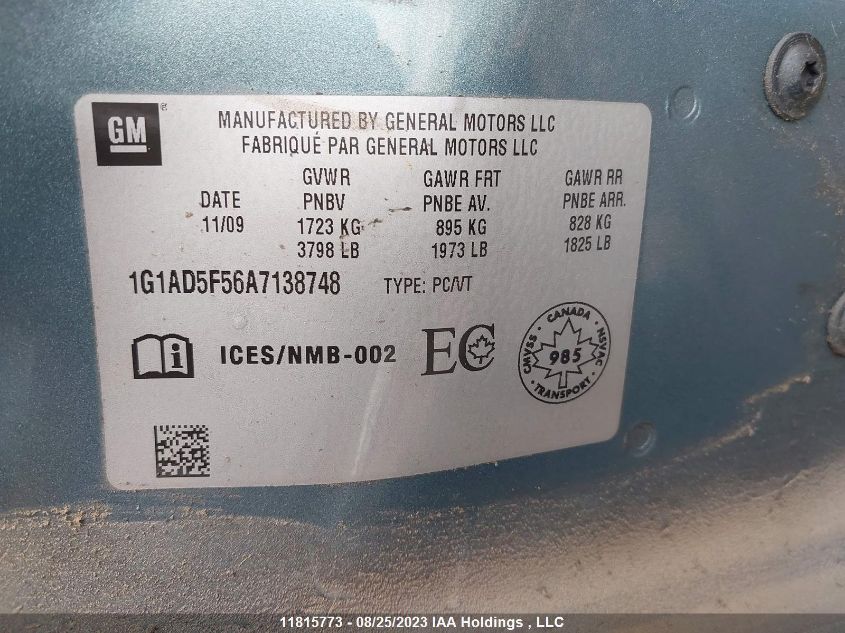 GM®
MANUFACTURED BY GENERAL MOTORS LLC
FABRIQUÉ PAR GENERAL MOTORS LLC
GVWR GAWR FRT GAWR RR
DATE PNBV PNBE AV. PNBE ARR.
11/09 1723 KG 895 KG 828 KG
3798 LB 1973 LB 1825 LB
1G1AD5F56A7138748 TYPE: PC/VT
i ICES/NMB-002 EC
CANADA
CMVSS 985 NSVAC
TRANSPORT
11815773 - 08/25/2023 IAA Holdings , LLC